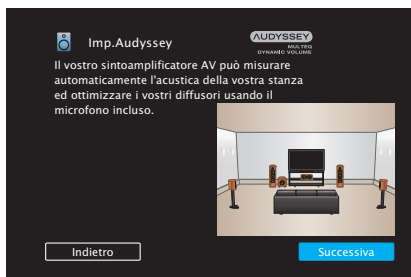 Imp.Audyssey
AUDYSSEY
MULTEQ
DYNAMIC VOLUME
Il vostro sintoamplificatore AV può misurare
automaticamente l'acustica della vostra stanza
ed ottimizzare i vostri diffusori usando il
microfono incluso.
Indietro
Successiva